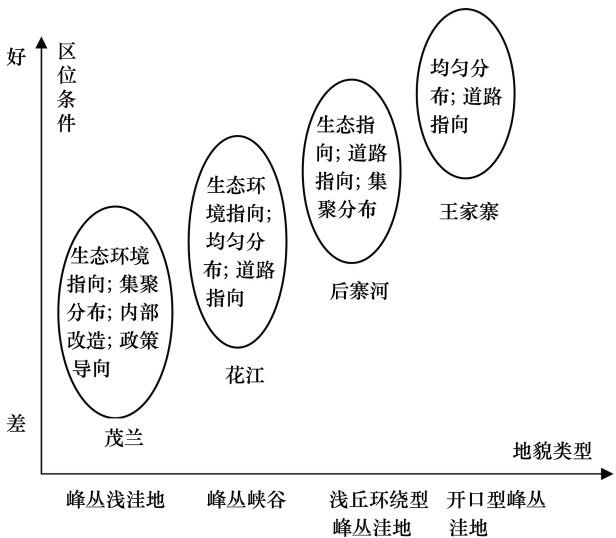 好
区
位
条
件
均匀分
布; 道路
指向
王家寨
生态指
向; 道路
指向; 集
聚分布
后寨河
生态环
境指向;
均匀分
布; 道路
指向
花江
生态环境
指向; 集聚
分布; 内部
改造; 政策
导向
茂兰
差
地貌类型
峰丛浅洼地
峰丛峡谷
浅丘环绕型
峰丛洼地
开口型峰丛
洼地